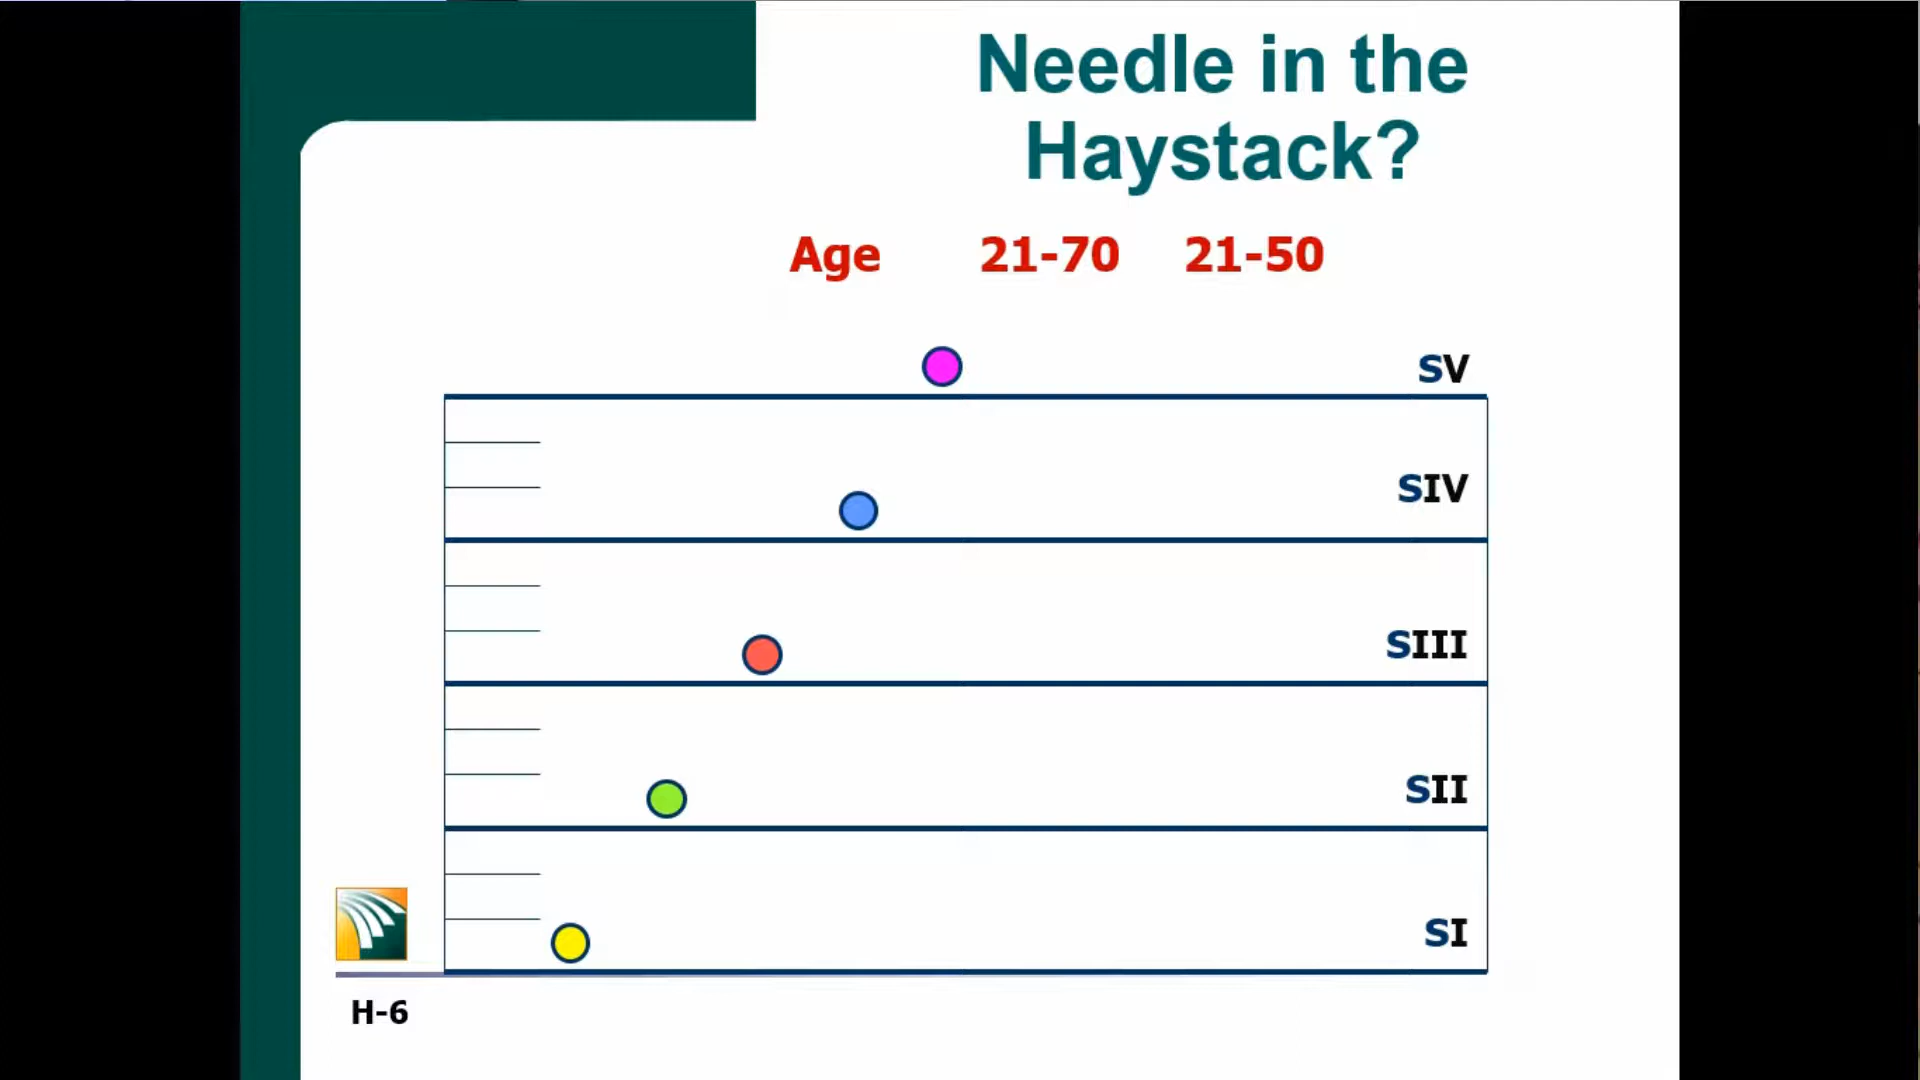 Needle in the
Haystack?
Age 21-70 21-50
SV
SIV
SIII
SII
SI
H-6